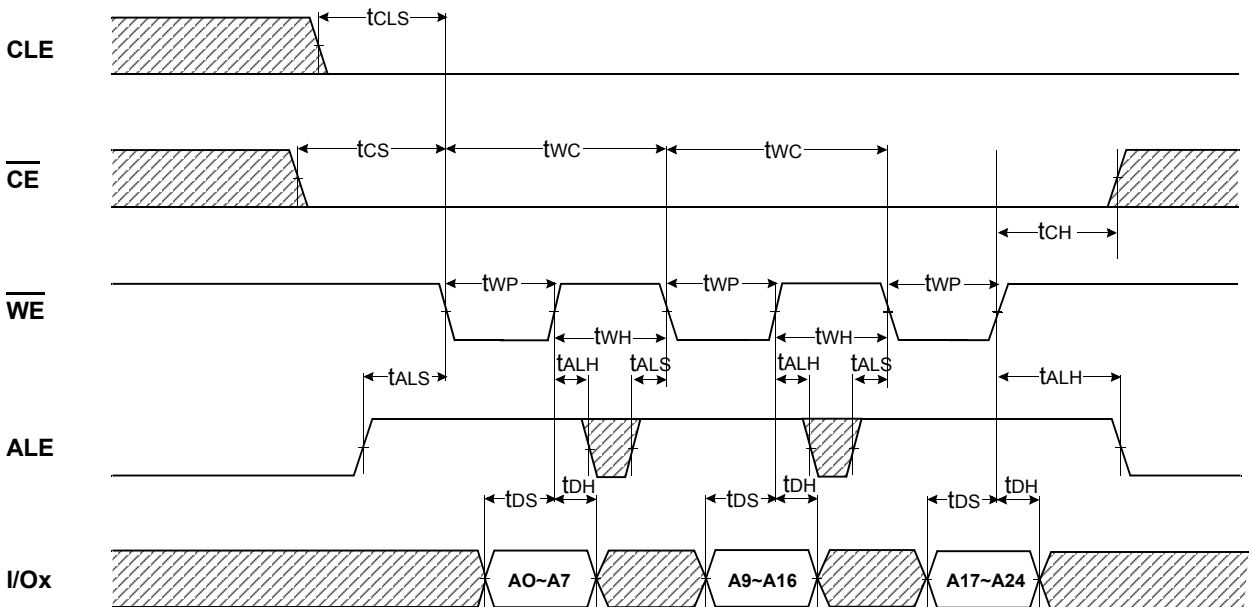 tCLS
CLE
tCS tWC tWC
CE
tCH
tWP tWP tWP
WE
tWH tWH
tALS tALH tALS tALH tALS tALH
ALE
tDS tDH tDS tDH tDS tDH
I/Ox AO~A7 A9~A16 A17~A24